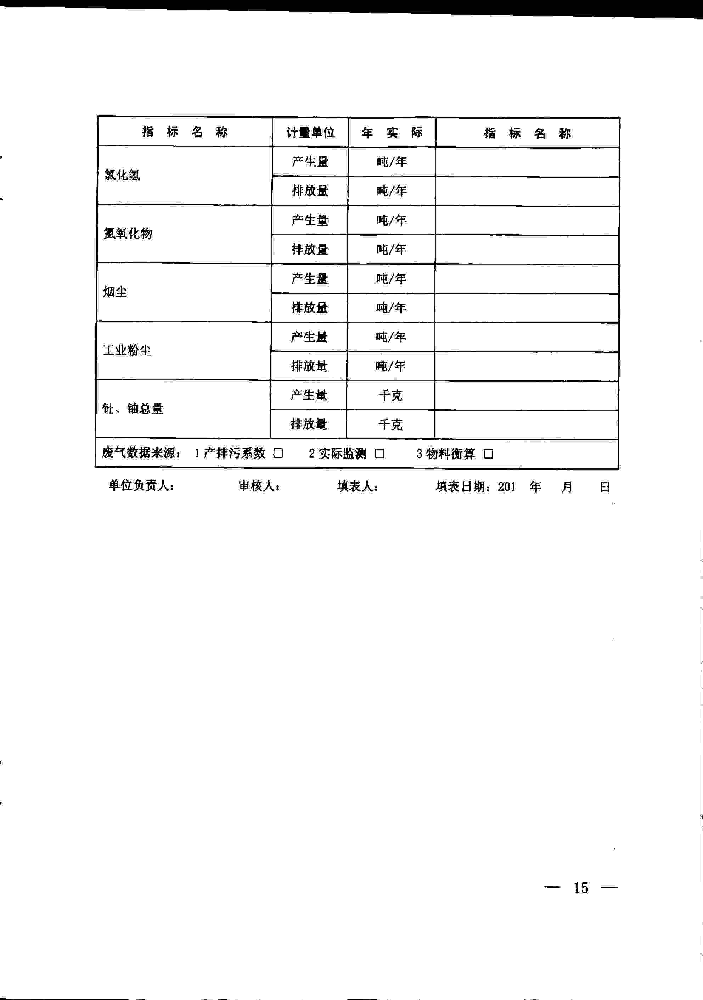 指 标 名 称 计量单位 年 实 际 指 标 名 称
氯化氢 产生量 吨/年
排放量 吨/年
氮氧化物 产生量 吨/年
排放量 吨/年
烟尘 产生量 吨/年
排放量 吨/年
工业粉尘 产生量 吨/年
排放量 吨/年
钍、铀总量 产生量 千克
排放量 千克
废气数据来源： 1产排污系数 □ 2实际监测 □ 3物料衡算 □
单位负责人： 审核人： 填表人： 填表日期：201 年 月 日
— 15 —